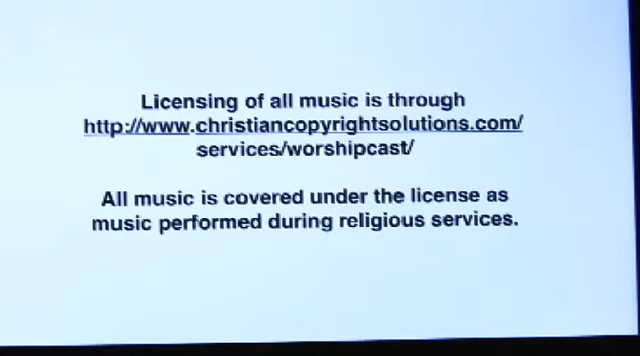 Licensing of all music is through
http://www.christiancopyrightsolutions.com/
services/worshipcast/
All music is covered under the license as
music performed during religious services.